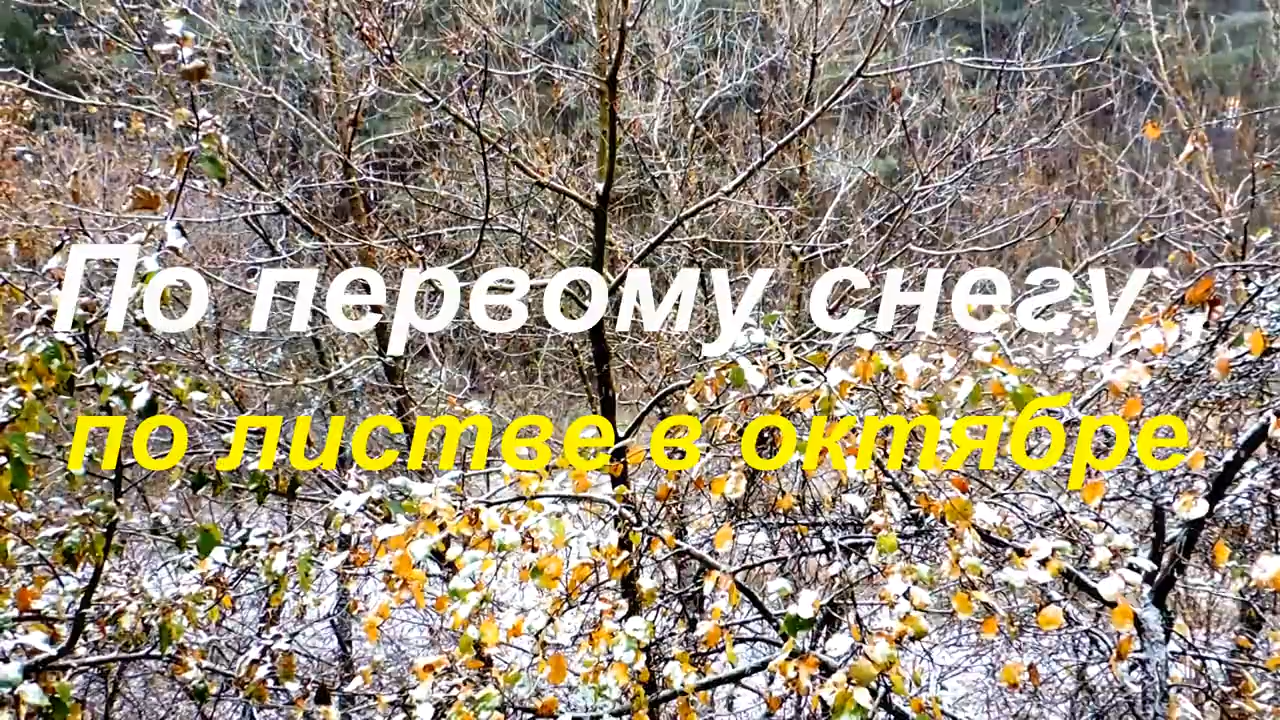 По первому снегу ,
по листве в октябре